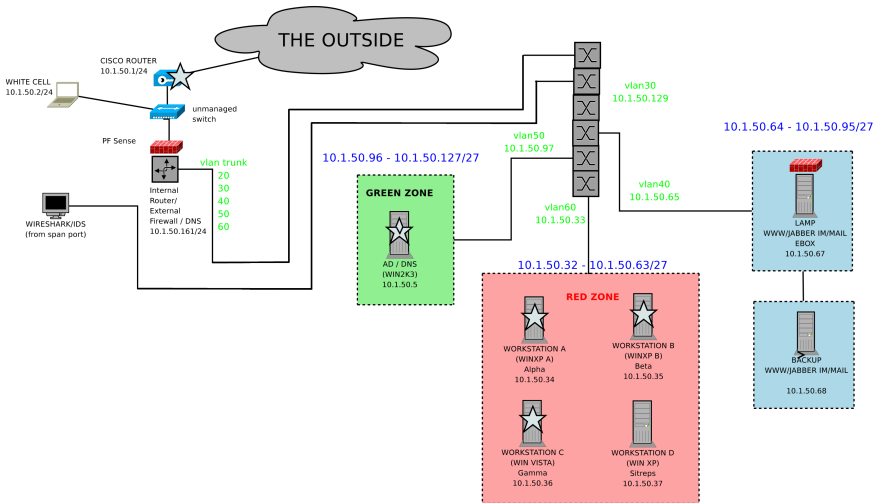 THE OUTSIDE
CISCO ROUTER
10.1.50.1/24
WHITE CELL
10.1.50.2/24
unmanaged
switch
PF Sense
vlan trunk
20
30
40
50
60
Internal
Router/
External
Firewall / DNS
10.1.50.161/24
WIRESHARK/IDS
(from span port)
vlan30
10.1.50.129
vlan50
10.1.50.97
vlan40
10.1.50.65
vlan60
10.1.50.33
10.1.50.96 - 10.1.50.127/27
GREEN ZONE
AD / DNS
(WIN2K3)
10.1.50.5
10.1.50.64 - 10.1.50.95/27
LAMP
WWW/JABBER IM/MAIL
EBOX
10.1.50.67
BACKUP
WWW/JABBER IM/MAIL
10.1.50.68
10.1.50.32 - 10.1.50.63/27
RED ZONE
WORKSTATION A
(WINXP A)
Alpha
10.1.50.34
WORKSTATION B
(WINXP B)
Beta
10.1.50.35
WORKSTATION C
(WIN VISTA)
Gamma
10.1.50.36
WORKSTATION D
(WIN XP)
Sitreps
10.1.50.37